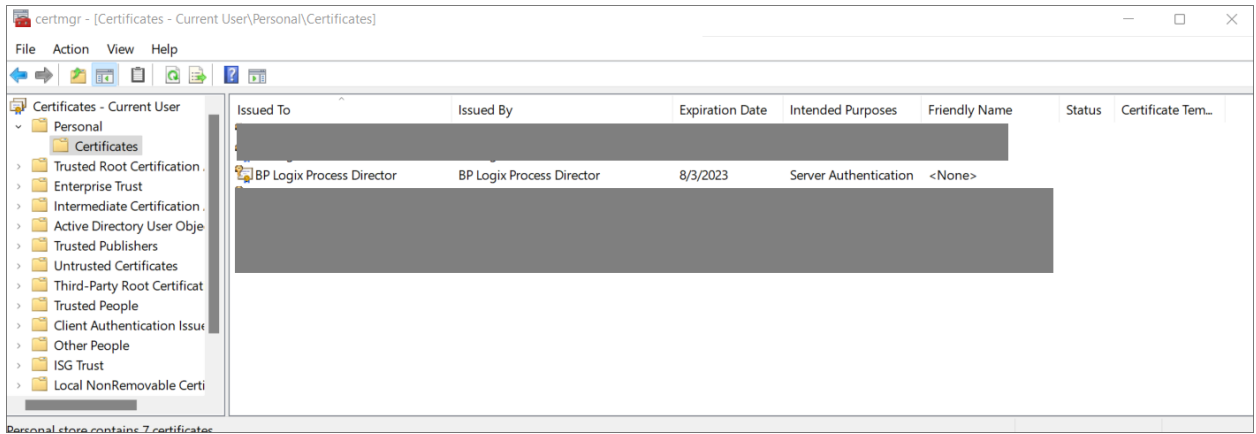 certmgr - [Certificates - Current User\Personal\Certificates]
File Action View Help
Certificates - Current User
Personal
Certificates
Trusted Root Certification .
Enterprise Trust
Intermediate Certification .
Active Directory User Obje
Trusted Publishers
Untrusted Certificates
Third-Party Root Certificat
Trusted People
Client Authentication Issue
Other People
ISG Trust
Local NonRemovable Certi
Issued To Issued By Expiration Date Intended Purposes Friendly Name Status Certificate Tem...
BP Logix Process Director BP Logix Process Director 8/3/2023 Server Authentication <None>
Personal store contains 7 certificates